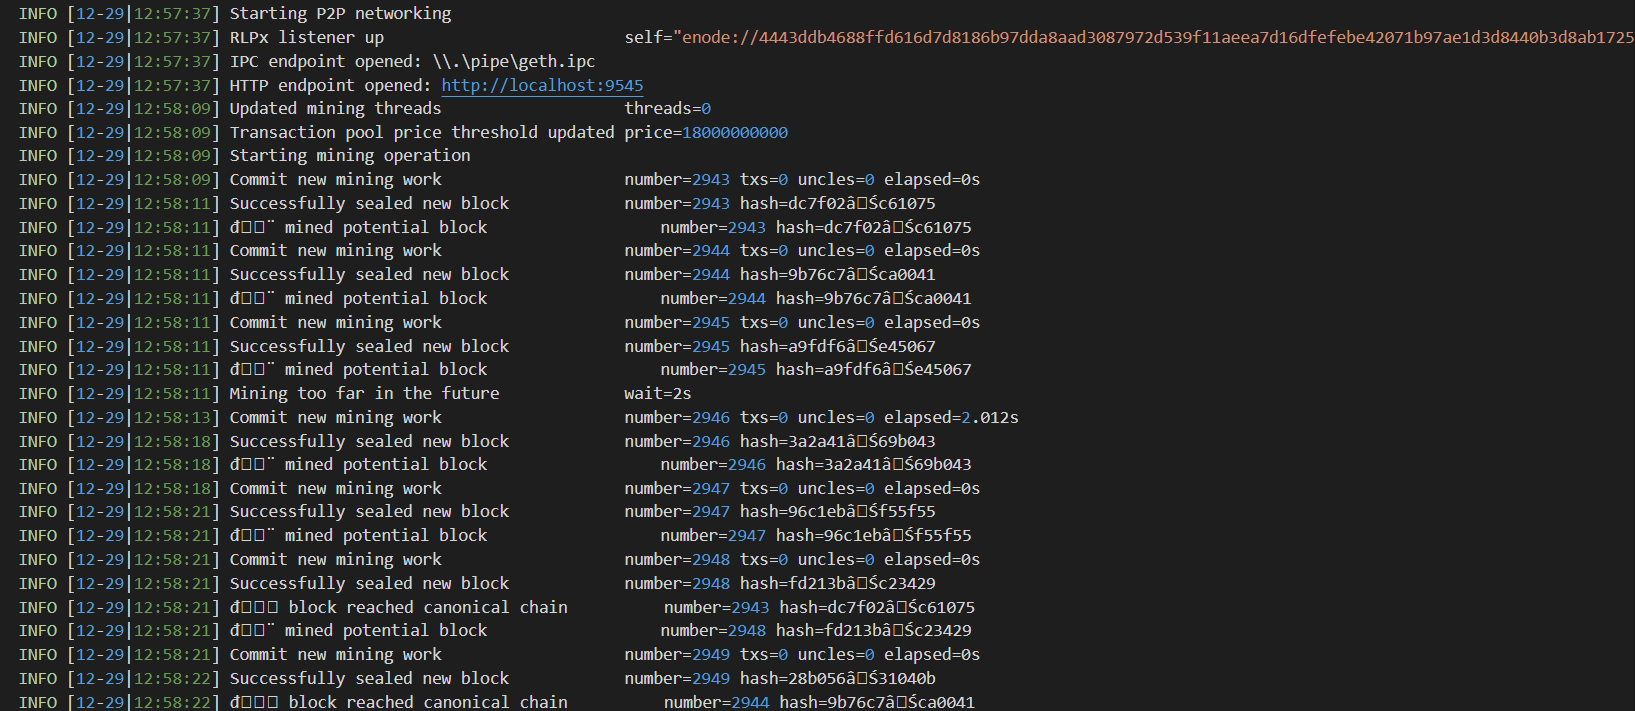 INFO [12-29|12:57:37] Starting P2P networking
INFO [12-29|12:57:37] RLPx listener up self="enode://4443ddb4688ffd616d7d8186b97dda8aad3087972d539f11aeea7d16dfefebe42071b97ae1d3d8440b3d8ab1725
INFO [12-29|12:57:37] IPC endpoint opened: \\.\pipe\geth.ipc
INFO [12-29|12:57:37] HTTP endpoint opened: http://localhost:9545
INFO [12-29|12:58:09] Updated mining threads threads=0
INFO [12-29|12:58:09] Transaction pool price threshold updated price=18000000000
INFO [12-29|12:58:09] Starting mining operation
INFO [12-29|12:58:09] Commit new mining work number=2943 txs=0 uncles=0 elapsed=0s
INFO [12-29|12:58:11] Successfully sealed new block number=2943 hash=dc7f02â□Śc61075
INFO [12-29|12:58:11] đ□□¨ mined potential block number=2943 hash=dc7f02â□Śc61075
INFO [12-29|12:58:11] Commit new mining work number=2944 txs=0 uncles=0 elapsed=0s
INFO [12-29|12:58:11] Successfully sealed new block number=2944 hash=9b76c7â□Śca0041
INFO [12-29|12:58:11] đ□□¨ mined potential block number=2944 hash=9b76c7â□Śca0041
INFO [12-29|12:58:11] Commit new mining work number=2945 txs=0 uncles=0 elapsed=0s
INFO [12-29|12:58:11] Successfully sealed new block number=2945 hash=a9fdf6â□Śe45067
INFO [12-29|12:58:11] đ□□¨ mined potential block number=2945 hash=a9fdf6â□Śe45067
INFO [12-29|12:58:11] Mining too far in the future wait=2s
INFO [12-29|12:58:13] Commit new mining work number=2946 txs=0 uncles=0 elapsed=2.012s
INFO [12-29|12:58:18] Successfully sealed new block number=2946 hash=3a2a41â□Ś69b043
INFO [12-29|12:58:18] đ□□¨ mined potential block number=2946 hash=3a2a41â□Ś69b043
INFO [12-29|12:58:18] Commit new mining work number=2947 txs=0 uncles=0 elapsed=0s
INFO [12-29|12:58:21] Successfully sealed new block number=2947 hash=96c1ebâ□Śf55f55
INFO [12-29|12:58:21] đ□□¨ mined potential block number=2947 hash=96c1ebâ□Śf55f55
INFO [12-29|12:58:21] Commit new mining work number=2948 txs=0 uncles=0 elapsed=0s
INFO [12-29|12:58:21] Successfully sealed new block number=2948 hash=fd213bâ□Śc23429
INFO [12-29|12:58:21] đ□□□ block reached canonical chain number=2943 hash=dc7f02â□Śc61075
INFO [12-29|12:58:21] đ□□¨ mined potential block number=2948 hash=fd213bâ□Śc23429
INFO [12-29|12:58:21] Commit new mining work number=2949 txs=0 uncles=0 elapsed=0s
INFO [12-29|12:58:22] Successfully sealed new block number=2949 hash=28b056â□Ś31040b
INFO [12-29|12:58:22] đ□□□ block reached canonical chain number=2944 hash=9b76c7â□Śca0041